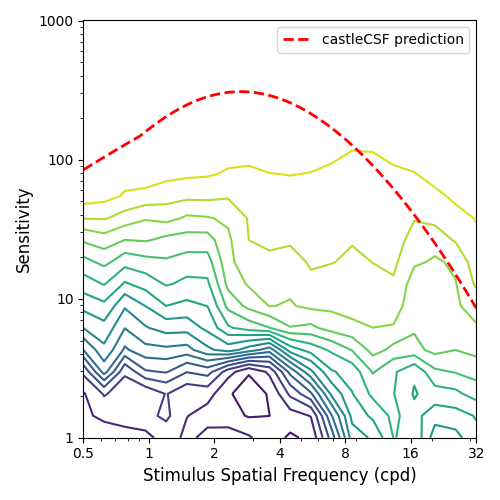 1000
castleCSF prediction
100
Sensitivity
10
1
0.5 1 2 4 8 16 32
Stimulus Spatial Frequency (cpd)